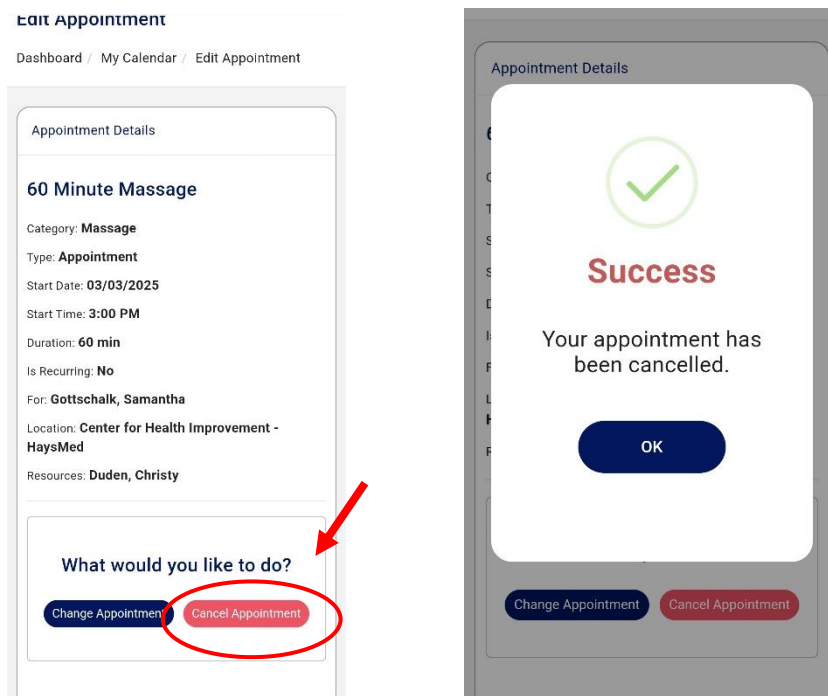 Edit Appointment
Dashboard / My Calendar / Edit Appointment
Appointment Details
60 Minute Massage
Category: Massage
Type: Appointment
Start Date: 03/03/2025
Start Time: 3:00 PM
Duration: 60 min
Is Recurring: No
For: Gottschalk, Samantha
Location: Center for Health Improvement -
HaysMed
Resources: Duden, Christy
What would you like to do?
Change Appointment Cancel Appointment
Appointment Details
Success
Your appointment has
been cancelled.
OK
Change Appointment Cancel Appointment